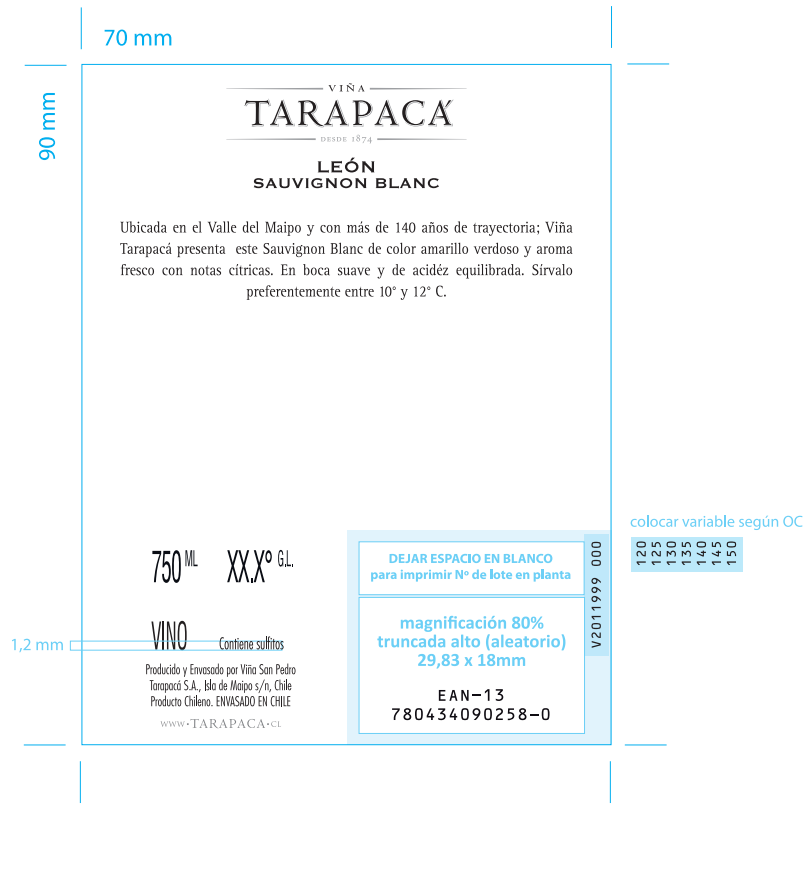 70 mm
90 mm
VIÑA
TARAPACÁ
DESDE 1874
LEÓN
SAUVIGNON BLANC
Ubicada en el Valle del Maipo y con más de 140 años de trayectoria; Viña
Tarapacá presenta este Sauvignon Blanc de color amarillo verdoso y aroma
fresco con notas cítricas. En boca suave y de acidéz equilibrada. Sírvalo
preferentemente entre 10° y 12° C.
colocar variable según OC
120
125
130
135
140
145
150
750 ML XX.X° G.L.
DEJAR ESPACIO EN BLANCO
para imprimir Nº de lote en planta
V2011999 000
1,2 mm
VINO Contiene sulfitos
magnificación 80%
truncada alto (aleatorio)
29,83 x 18mm
Producido y Envasado por Viña San Pedro
Tarapacá S.A., Isla de Maipo s/n, Chile
Producto Chileno. ENVASADO EN CHILE
WWW·TARAPACA·CL
EAN-13
780434090258-0